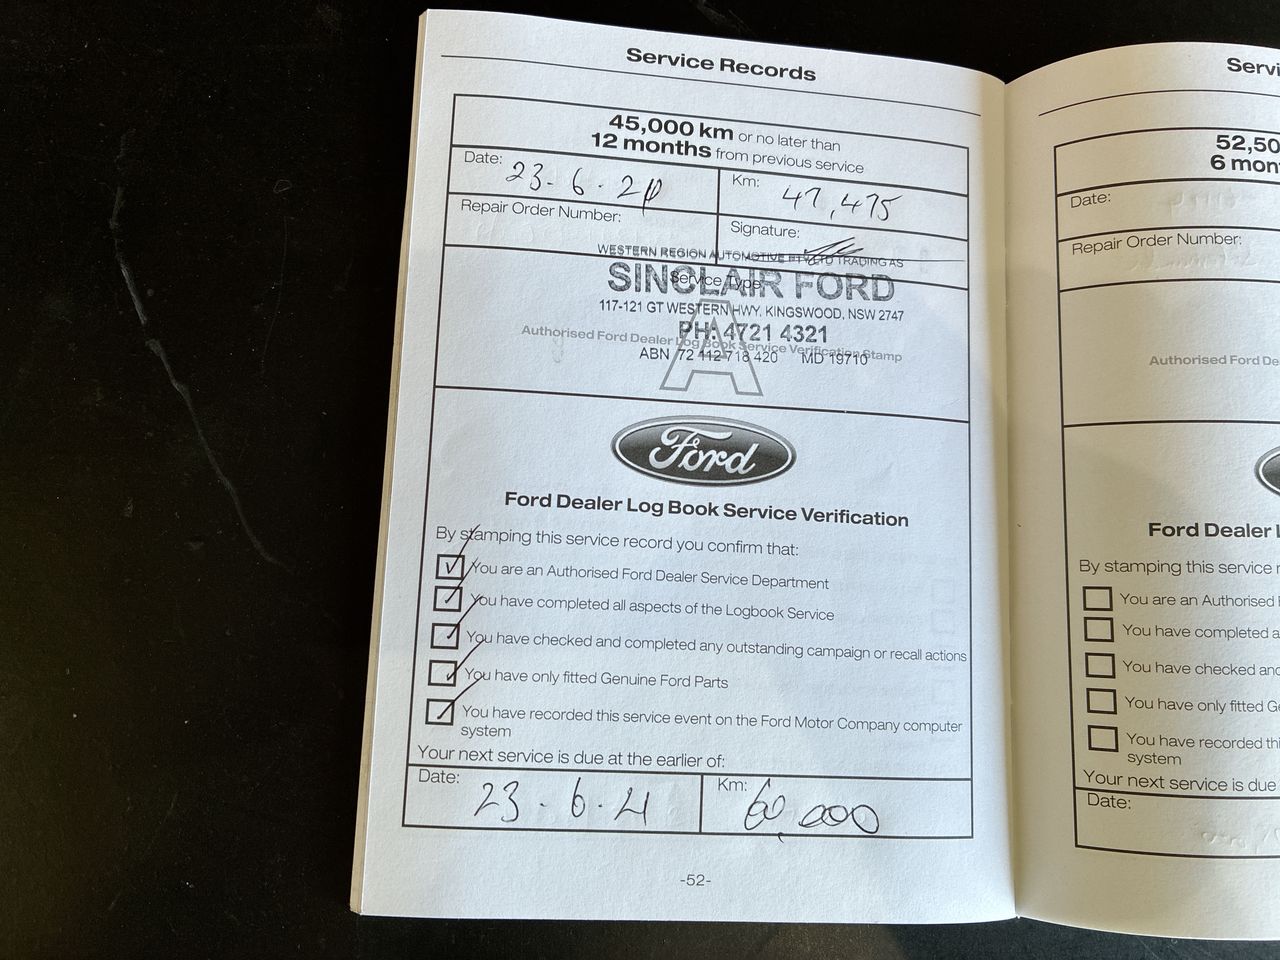 Service Records
45,000 km or no later than
12 months from previous service
Date: 23-6-20
Km: 47,475
Repair Order Number:
Signature:
WESTERN REGION AUTOMOTIVE PTY LTD TRADING AS
Service Type
SINCLAIR FORD
117-121 GT WESTERN HWY, KINGSWOOD, NSW 2747
PH: 4721 4321
Authorised Ford Dealer Log Book Service Verification Stamp
ABN 72 112 718 420 MD 19710
A
Ford
Ford Dealer Log Book Service Verification
By stamping this service record you confirm that:
You are an Authorised Ford Dealer Service Department
You have completed all aspects of the Logbook Service
You have checked and completed any outstanding campaign or recall actions
You have only fitted Genuine Ford Parts
You have recorded this service event on the Ford Motor Company computer
system
Your next service is due at the earlier of:
Date: 23.6.21
Km: 60,000
-52-
Servi
52,50
6 mon
Date:
Repair Order Number:
Authorised Ford De
Ford Dealer L
By stamping this service r
You are an Authorised F
You have completed a
You have checked and
You have only fitted Ge
You have recorded thi
system
Your next service is due
Date: